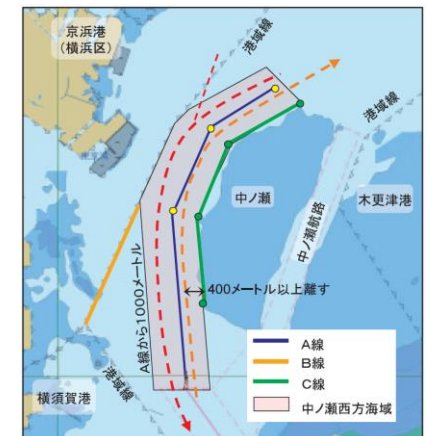 京浜港
(横浜区)
港域線
港域線
中ノ瀬
木更津港
中ノ瀬航路
A線から1000メートル
400メートル以上離す
横須賀港
港域線
A線
B線
C線
中ノ瀬西方海域